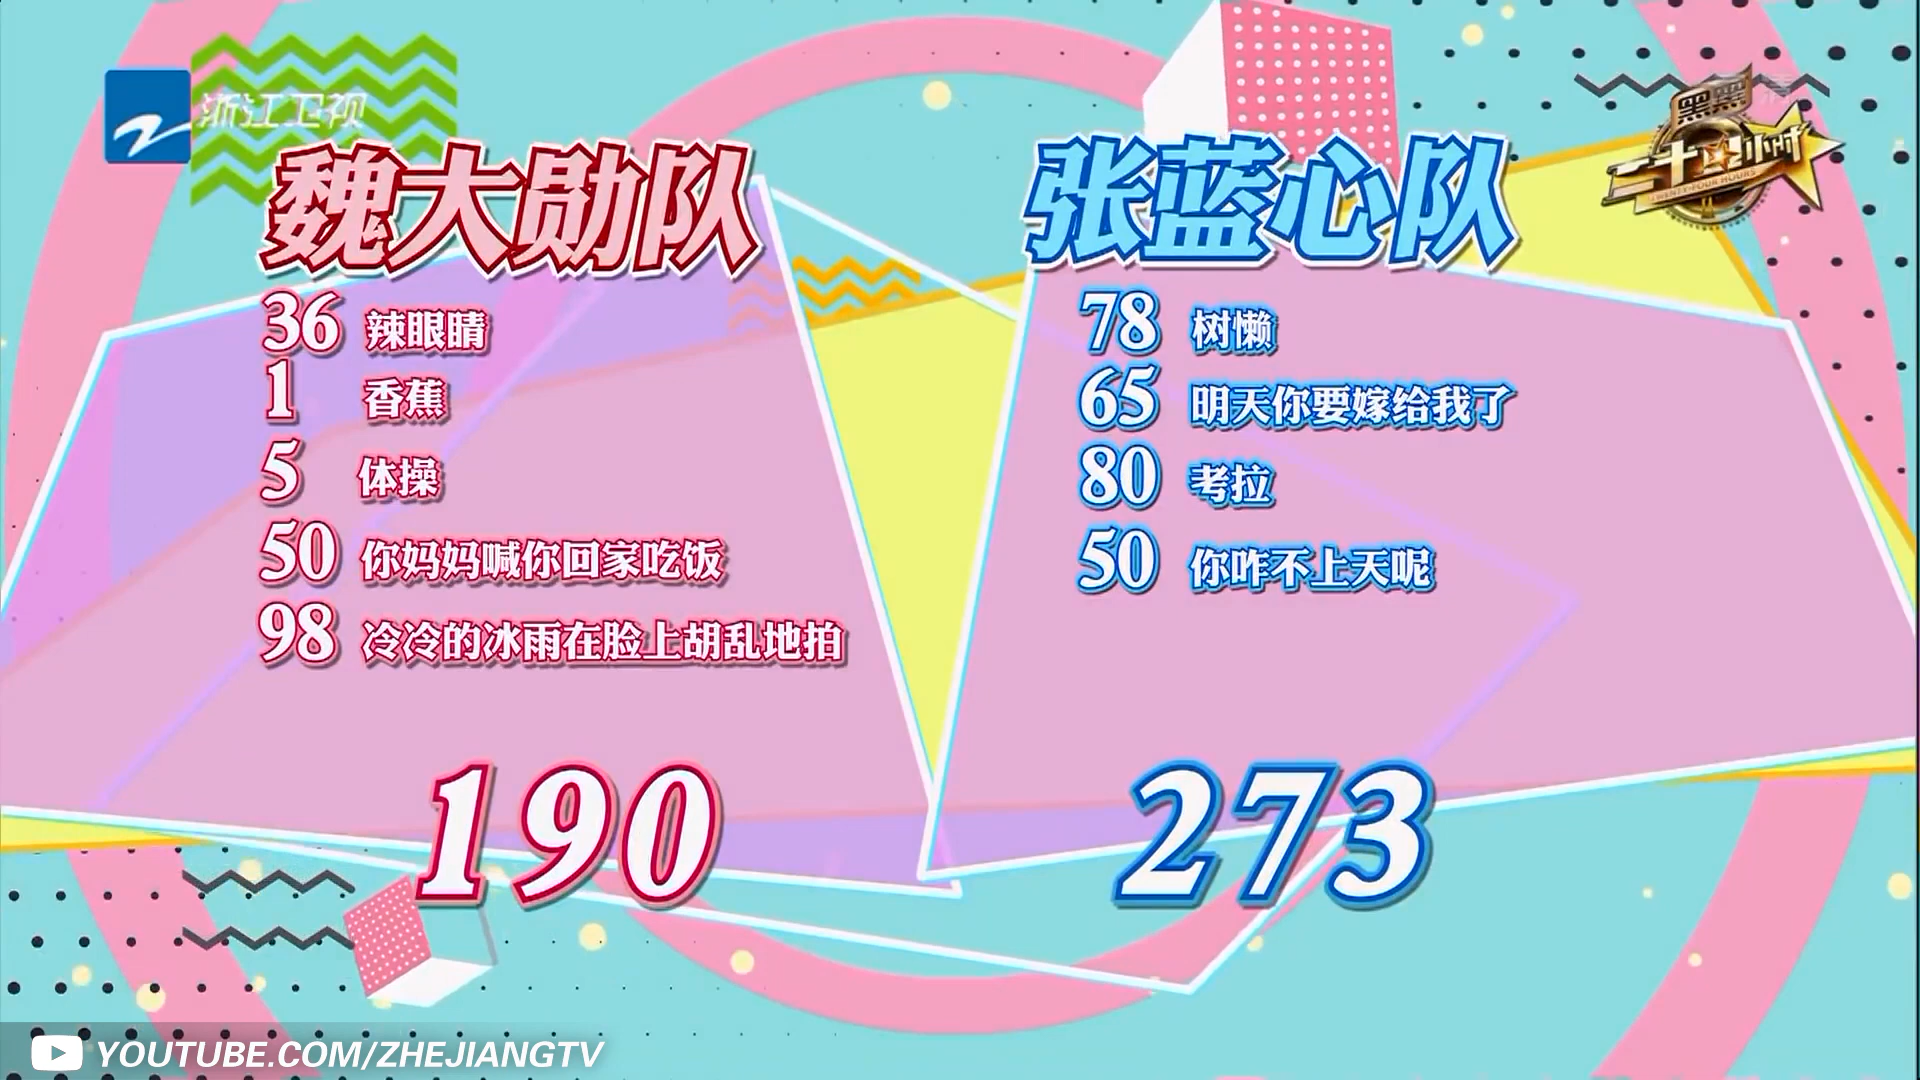 浙江卫视
二十四小时
TWENTY-FOUR HOURS
魏大勋队
36 辣眼睛
1 香蕉
5 体操
50 你妈妈喊你回家吃饭
98 冷冷的冰雨在脸上胡乱地拍
190
张蓝心队
78 树懒
65 明天你要嫁给我了
80 考拉
50 你咋不上天呢
273
YOUTUBE.COM/ZHEJIANGTV